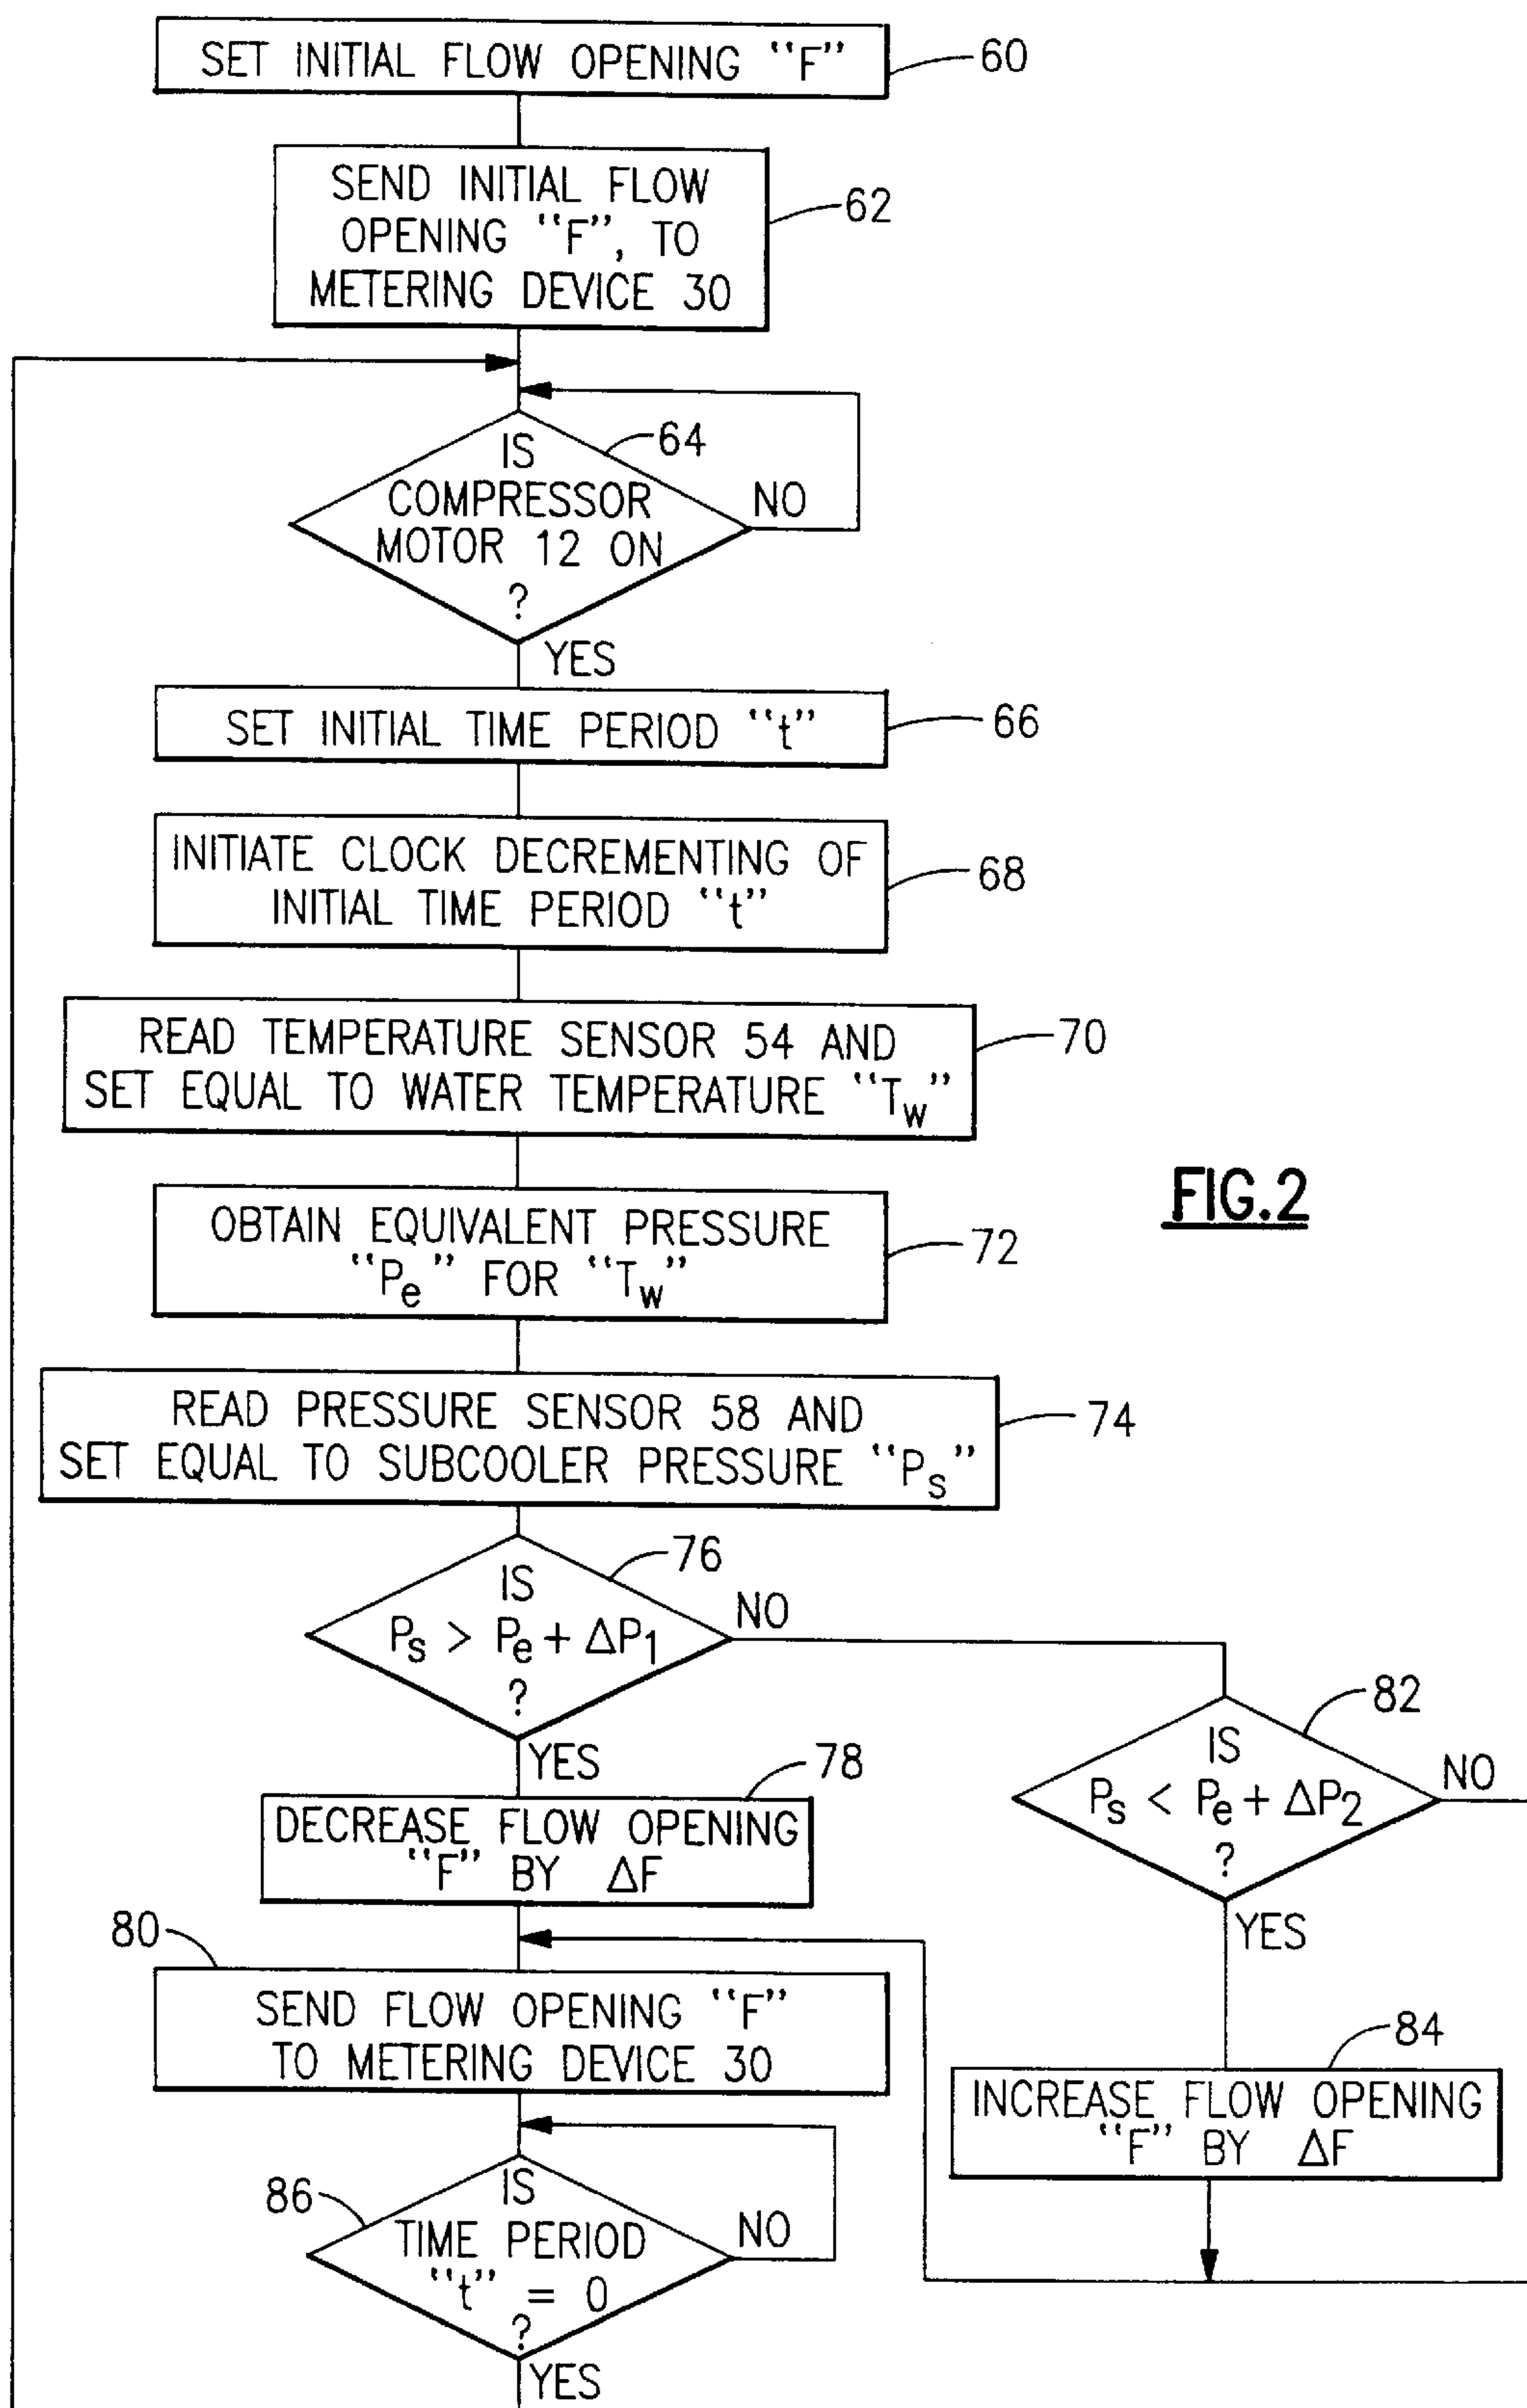 SET INITIAL FLOW OPENING "F"
60
SEND INITIAL FLOW
OPENING "F", TO
METERING DEVICE 30
62
64
IS
COMPRESSOR
MOTOR 12 ON
?
NO
YES
SET INITIAL TIME PERIOD "t"
66
INITIATE CLOCK DECREMENTING OF
INITIAL TIME PERIOD "t"
68
READ TEMPERATURE SENSOR 54 AND
SET EQUAL TO WATER TEMPERATURE "Tw"
70
FIG.2
OBTAIN EQUIVALENT PRESSURE
"Pe" FOR "Tw"
72
READ PRESSURE SENSOR 58 AND
SET EQUAL TO SUBCOOLER PRESSURE "Ps"
74
76
IS
Ps > Pe + ΔP1
?
NO
YES
82
IS
Ps < Pe + ΔP2
?
NO
YES
78
DECREASE FLOW OPENING
"F" BY ΔF
80
SEND FLOW OPENING "F"
TO METERING DEVICE 30
84
INCREASE FLOW OPENING
"F" BY ΔF
86
IS
TIME PERIOD
"t" = 0
?
NO
YES